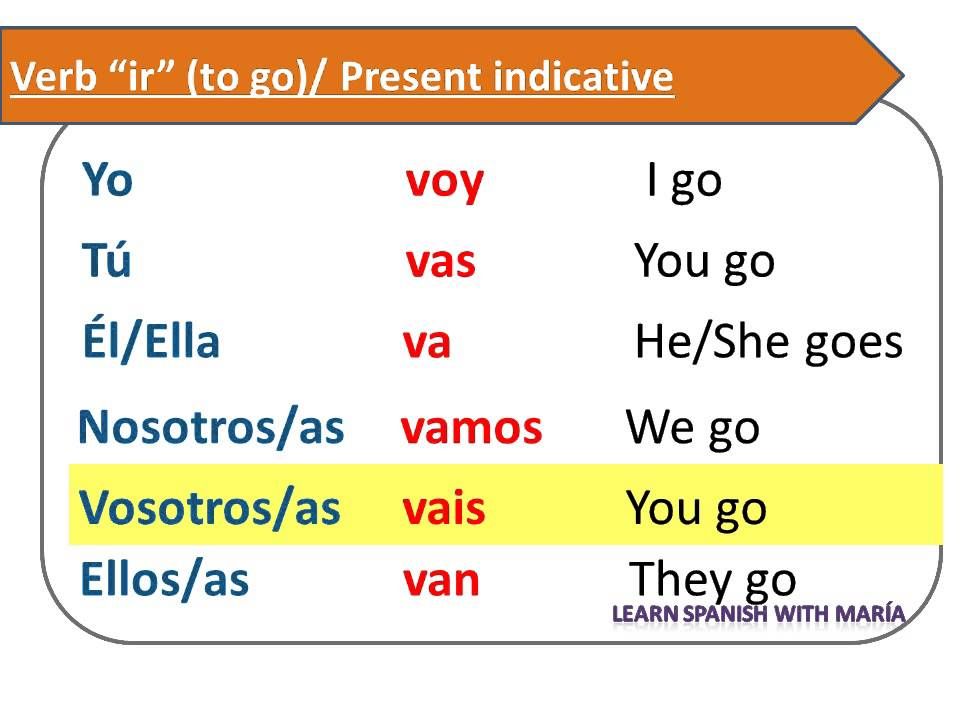 Verb “ir” (to go)/ Present indicative
Yo voy I go
Tú vas You go
Él/Ella va He/She goes
Nosotros/as vamos We go
Vosotros/as vais You go
Ellos/as van They go
LEARN SPANISH WITH MARÍA